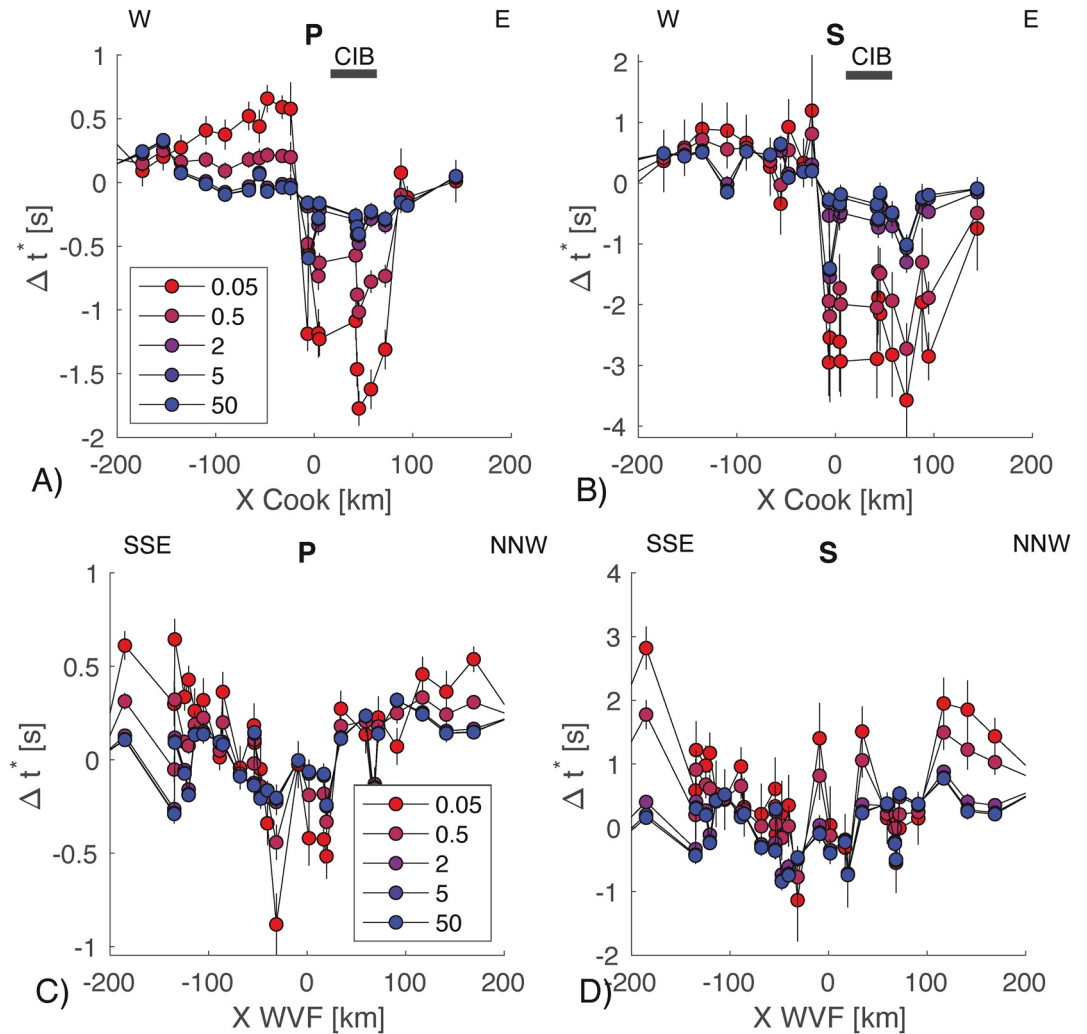 W P E
CIB
1
0.5
0
-0.5
-1
-1.5
-2
Δ t* [s]
0.05
0.5
2
5
50
-200 -100 0 100 200
X Cook [km]
A)
W S E
CIB
2
1
0
-1
-2
-3
-4
Δ t* [s]
-200 -100 0 100 200
X Cook [km]
B)
SSE P NNW
1
0.5
0
-0.5
-1
Δ t* [s]
0.05
0.5
2
5
50
-200 -100 0 100 200
X WVF [km]
C)
SSE S NNW
4
3
2
1
0
-1
-2
Δ t* [s]
-200 -100 0 100 200
X WVF [km]
D)